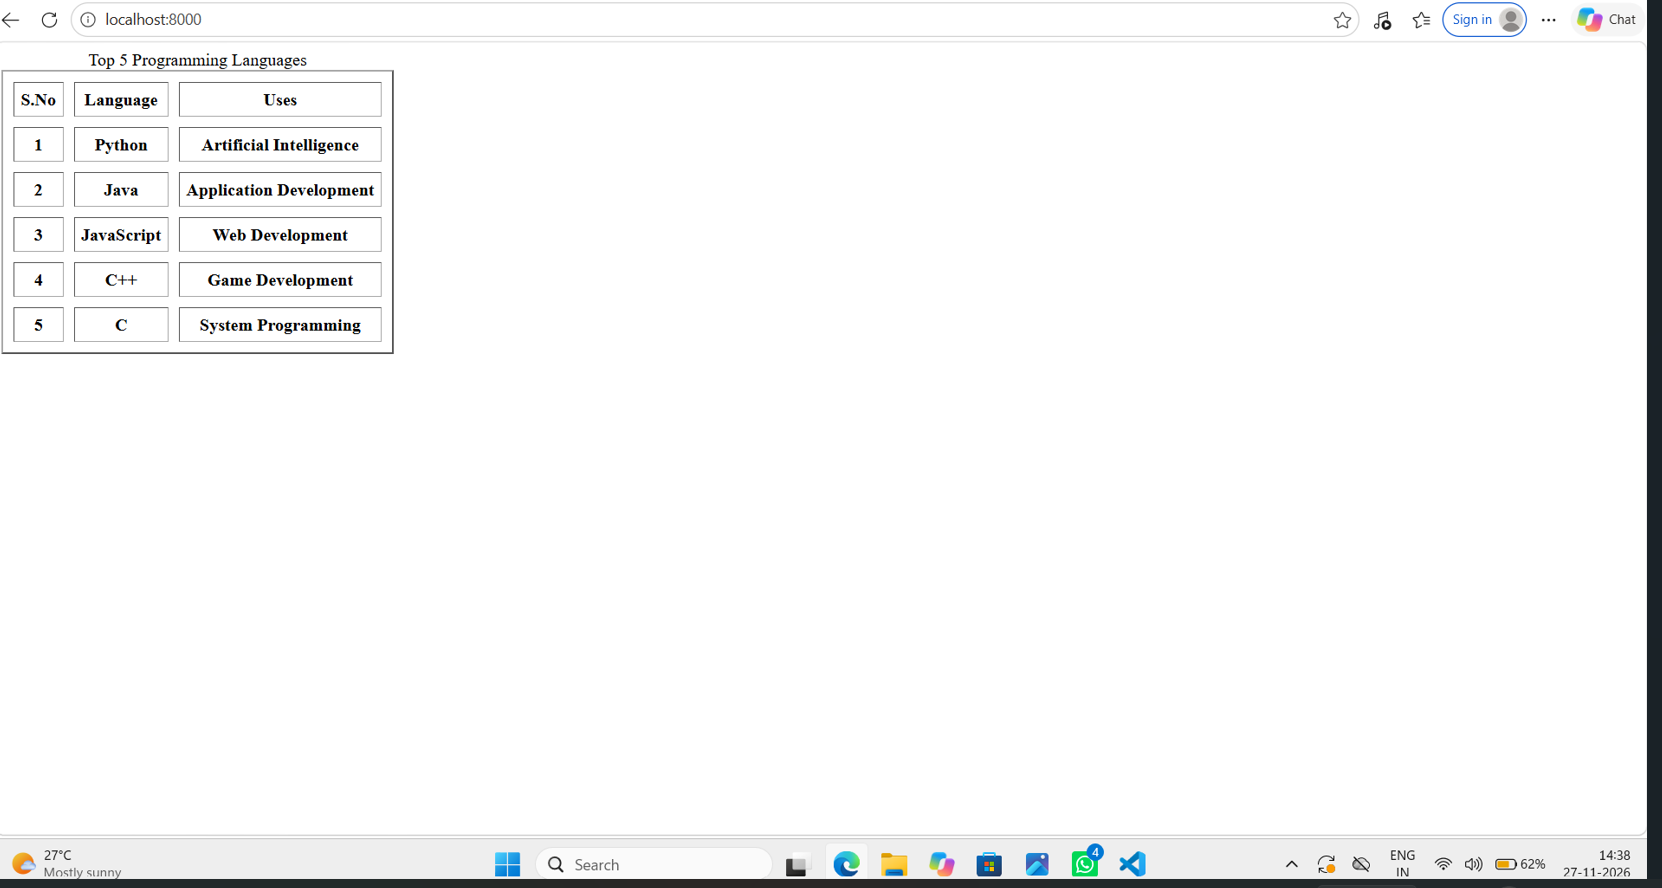 localhost:8000
Sign in
Chat
Top 5 Programming Languages
S.No Language Uses
1 Python Artificial Intelligence
2 Java Application Development
3 JavaScript Web Development
4 C++ Game Development
5 C System Programming
27°C
Mostly sunny
Search
4
ENG
IN
62%
14:38
27-11-2026